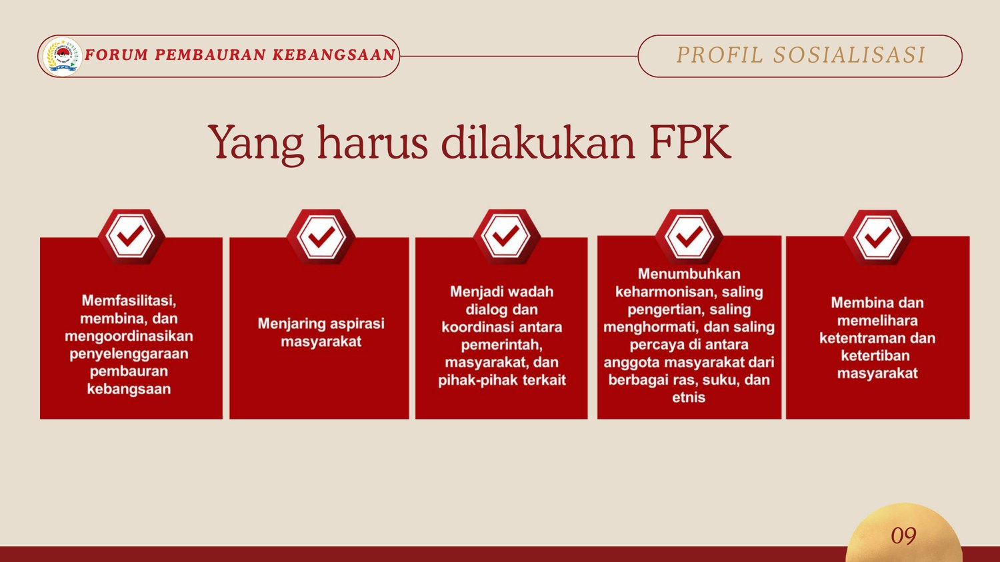 FORUM PEMBAURAN KEBANGSAAN
PROFIL SOSIALISASI
Yang harus dilakukan FPK
Memfasilitasi,
membina, dan
mengoordinasikan
penyelenggaraan
pembauran
kebangsaan
Menjaring aspirasi
masyarakat
Menjadi wadah
dialog dan
koordinasi antara
pemerintah,
masyarakat, dan
pihak-pihak terkait
Menumbuhkan
keharmonisan, saling
pengertian, saling
menghormati, dan saling
percaya di antara
anggota masyarakat dari
berbagai ras, suku, dan
etnis
Membina dan
memelihara
ketentraman dan
ketertiban
masyarakat
09